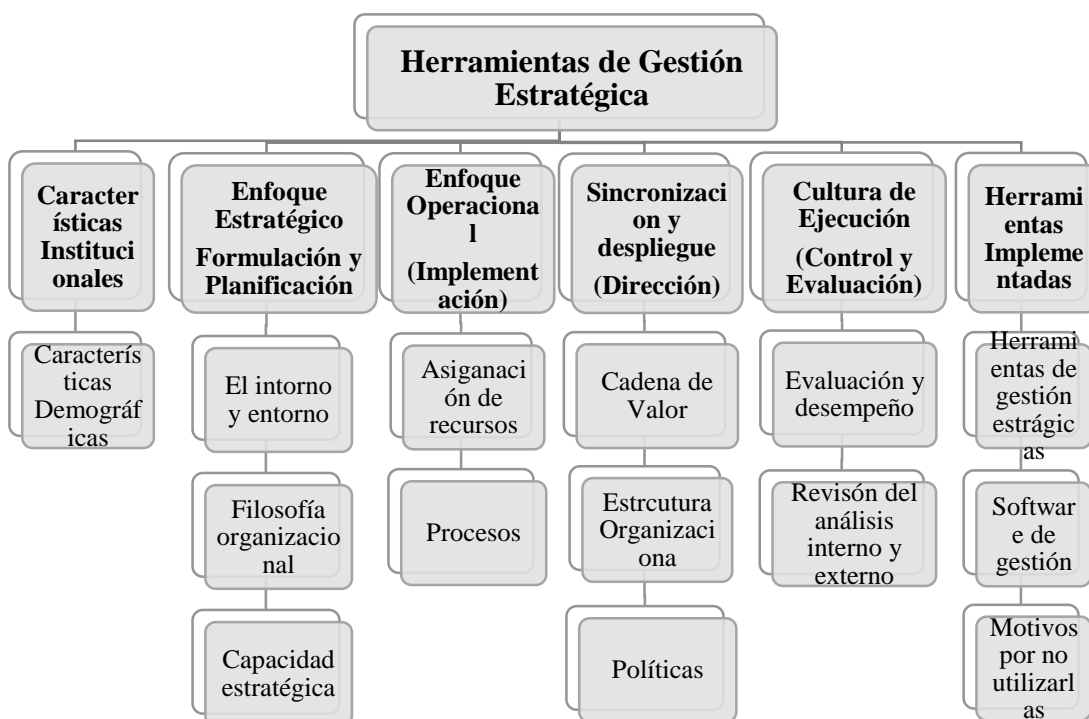 Herramientas de Gestión
Estratégica
Caracter
ísticas
Instituci
onales
Caracterís
ticas
Demográf
icas
Enfoque
Estratégico
Formulación y
Planificación
El intorno
y entorno
Filosofía
organizacio
nal
Capacidad
estratégica
Enfoque
Operaciona
l
(Implement
ación)
Asiganaci
ón de
recursos
Procesos
Sincronizaci
on y
despliegue
(Dirección)
Cadena de
Valor
Estrcutura
Organizaci
ona
Políticas
Cultura de
Ejecución
(Control y
Evaluación)
Evaluación y
desempeño
Revisón del
análisis
interno y
externo
Herrami
entas
Impleme
ntadas
Herrami
entas de
gestión
estrágic
as
Softwar
e de
gestión
Motivos
por no
utilizarl
as